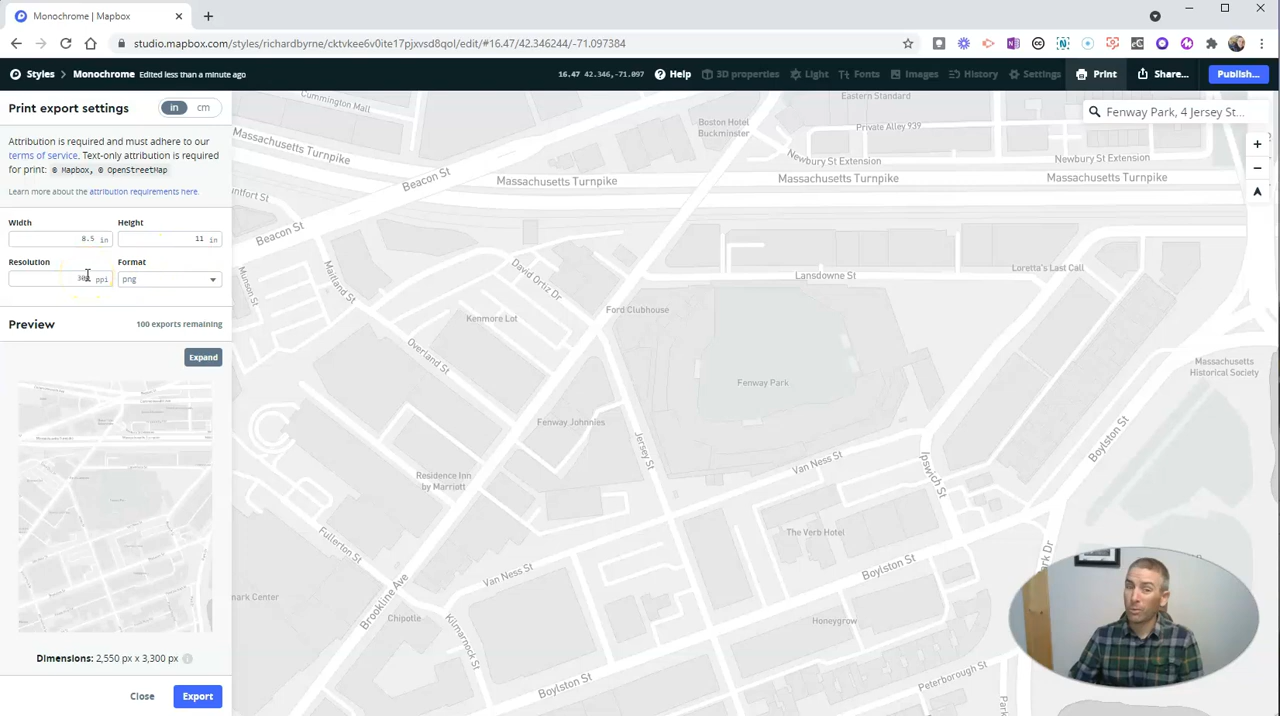 Monochrome | Mapbox
studio.mapbox.com/styles/richardbyrne/cktvkoe6v0ite17pjxvsd8qol/edit/#16.47/42.346244/-71.097384
Styles
Monochrome Edited less than a minute ago
16.47 42.346,-71.097
Help
3D properties
Light
Fonts
Images
History
Settings
Print
Share...
Publish...
Print export settings
in
cm
Attribution is required and must adhere to our
terms of service. Text-only attribution is required
for print: © Mapbox, © OpenStreetMap
Learn more about the attribution requirements here.
Width
Height
8.5 in
11 in
Resolution
Format
ppi
png
Preview
100 exports remaining
Expand
Dimensions: 2,550 px x 3,300 px
Close
Export
Fenway Park, 4 Jersey St...
Cummington Mall
Boston Hotel
Buckminster
Eastern Standard
Private Alley 939
Massachusetts Turnpike
Newbury St Extension
Newbury St Extension
Beacon St
Massachusetts Turnpike
Massachusetts Turnpike
Massachusetts Turnpike
Mountfort St
Beacon St
Munson St
Maitland St
David Ortiz Dr
Lansdowne St
Loretta's Last Call
Kenmore Lot
Ford Clubhouse
Overland St
Massachusetts
Historical Society
Fenway Park
Fenway Johnnies
Jersey St
Boylston St
Residence Inn
by Marriott
Van Ness St
Ipswich St
Fullerton St
The Verb Hotel
Van Ness St
Boylston St
Brookline Ave
Chipotle
Kilmarnock St
Honeygrow
Boylston St
Peterborough St